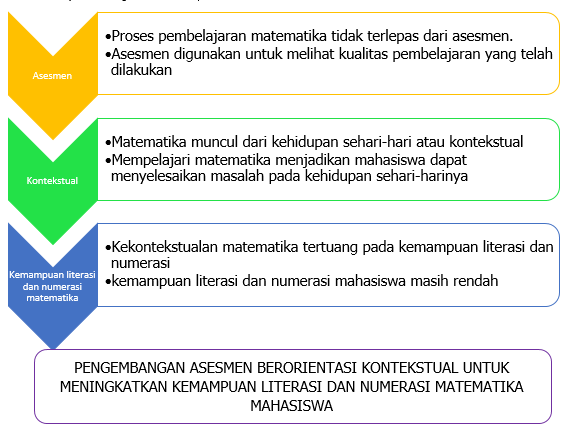 Asesmen
•Proses pembelajaran matematika tidak terlepas dari asesmen.
•Asesmen digunakan untuk melihat kualitas pembelajaran yang telah
dilakukan
Kontekstual
•Matematika muncul dari kehidupan sehari-hari atau kontekstual
•Mempelajari matematika menjadikan mahasiswa dapat
menyelesaikan masalah pada kehidupan sehari-harinya
Kemampuan literasi
dan numerasi
matematika
•Kekontekstualan matematika tertuang pada kemampuan literasi dan
numerasi
•kemampuan literasi dan numerasi mahasiswa masih rendah
PENGEMBANGAN ASESMEN BERORIENTASI KONTEKSTUAL UNTUK
MENINGKATKAN KEMAMPUAN LITERASI DAN NUMERASI MATEMATIKA
MAHASISWA